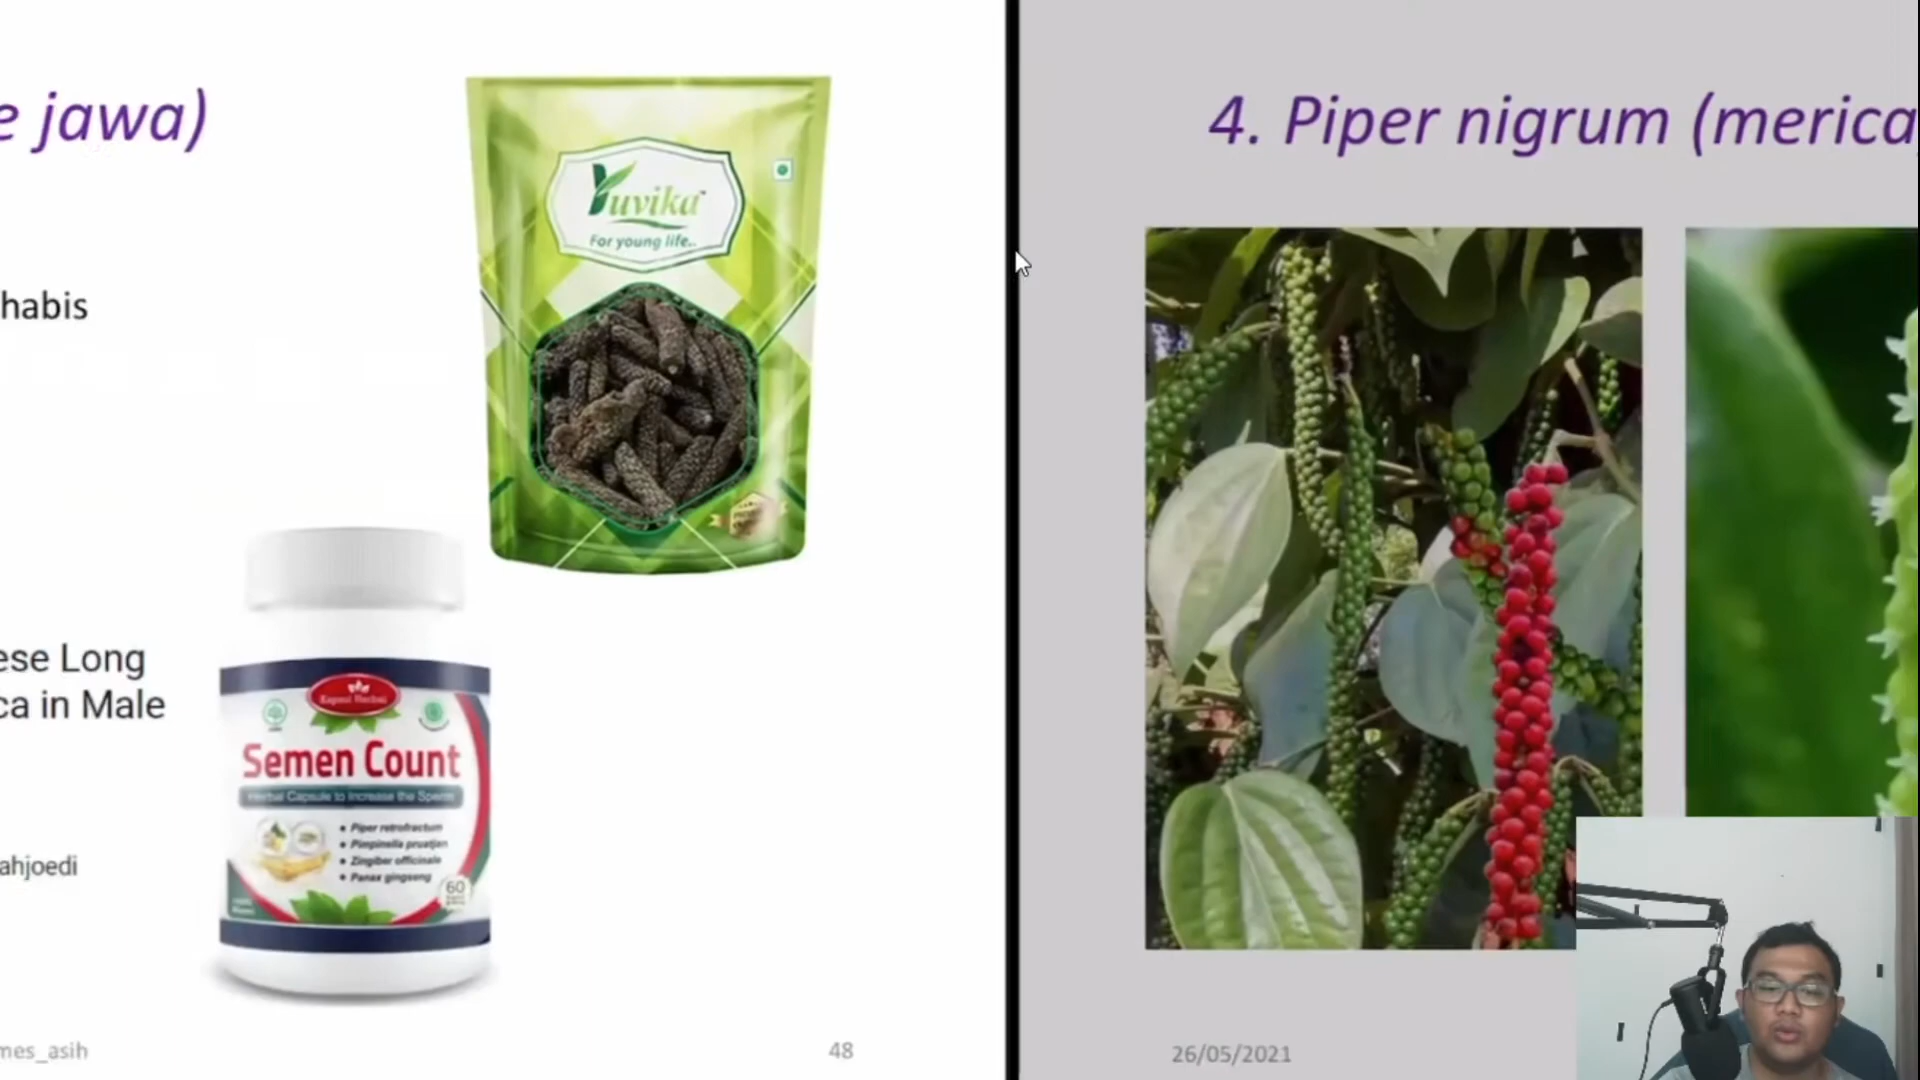 e jawa)
habis
ese Long
ca in Male
ahjoedi
mes_asih
48
Yuvika
For young life..
Kapsul Herbal
Semen Count
Herbal Capsule to Increase the Sperm
Piper retrofractum
Pimpinella pruatjan
Zingiber officinale
Panax gingseng
60
4. Piper nigrum (merica
26/05/2021